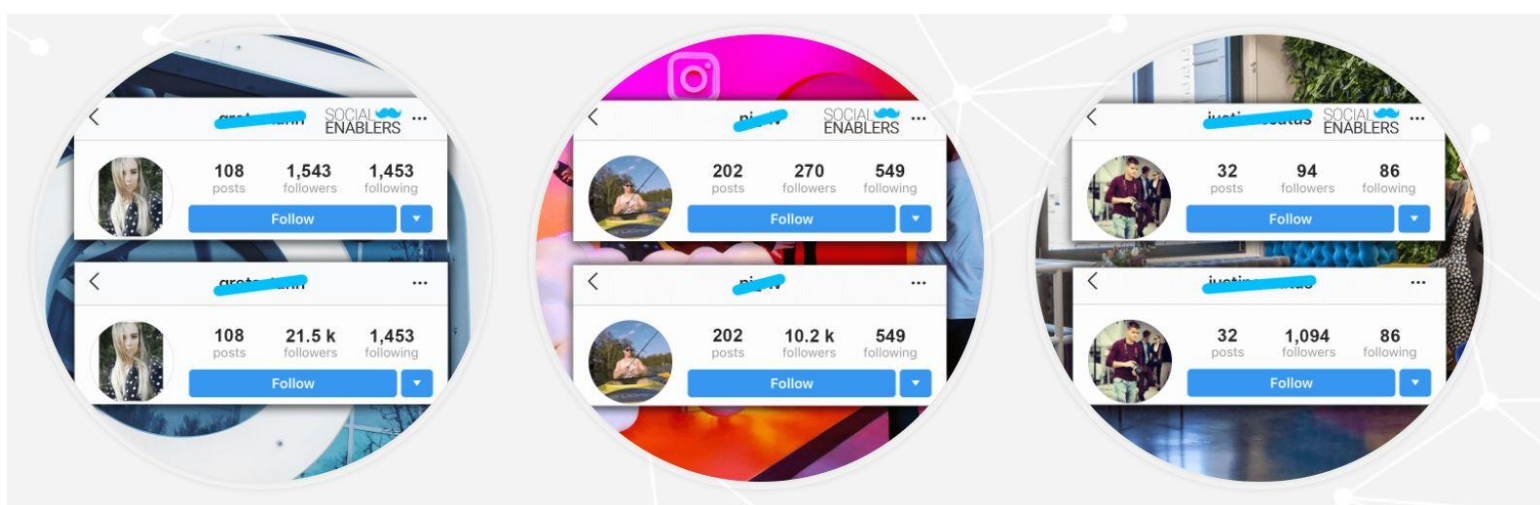 SOCIAL
ENABLERS
...
108 1,543 1,453
posts followers following
Follow
...
108 21.5 k 1,453
posts followers following
Follow
SOCIAL
ENABLERS
...
202 270 549
posts followers following
Follow
...
202 10.2 k 549
posts followers following
Follow
SOCIAL
ENABLERS
...
32 94 86
posts followers following
Follow
...
32 1,094 86
posts followers following
Follow